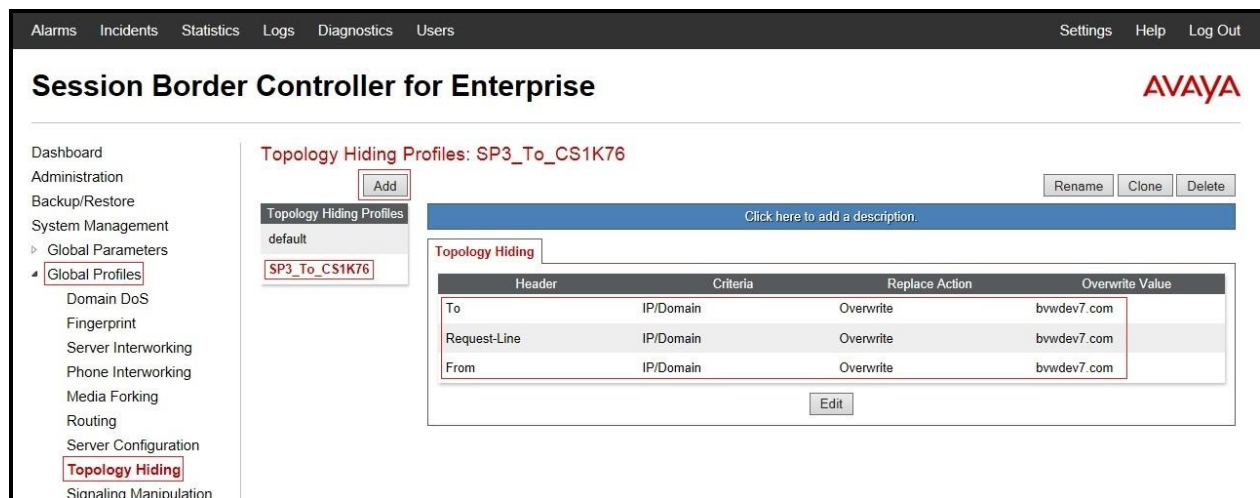 Alarms Incidents Statistics Logs Diagnostics Users Settings Help Log Out
Session Border Controller for Enterprise
AVAYA
Dashboard
Administration
Backup/Restore
System Management
Global Parameters
Global Profiles
Domain DoS
Fingerprint
Server Interworking
Phone Interworking
Media Forking
Routing
Server Configuration
Topology Hiding
Signaling Manipulation
Topology Hiding Profiles: SP3_To_CS1K76
Add
Rename Clone Delete
Topology Hiding Profiles
default
SP3_To_CS1K76
Click here to add a description.
Topology Hiding
Header Criteria Replace Action Overwrite Value
To IP/Domain Overwrite bvwdev7.com
Request-Line IP/Domain Overwrite bvwdev7.com
From IP/Domain Overwrite bvwdev7.com
Edit